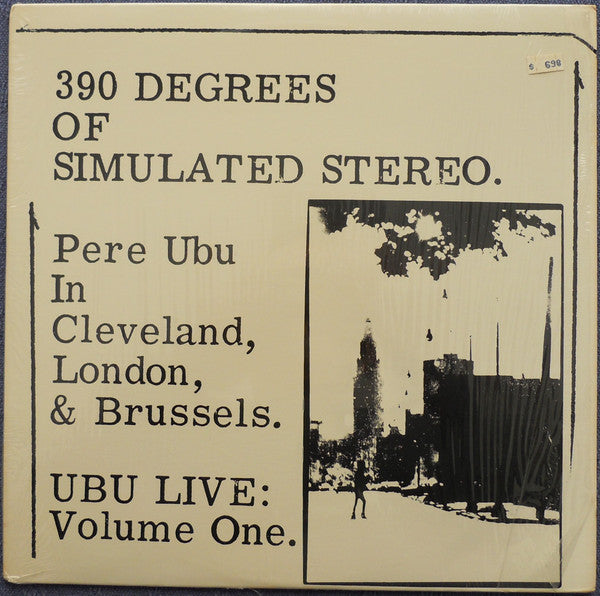 $ 698
390 DEGREES
OF
SIMULATED STEREO.
Pere Ubu
In
Cleveland,
London,
& Brussels.
UBU LIVE:
Volume One.